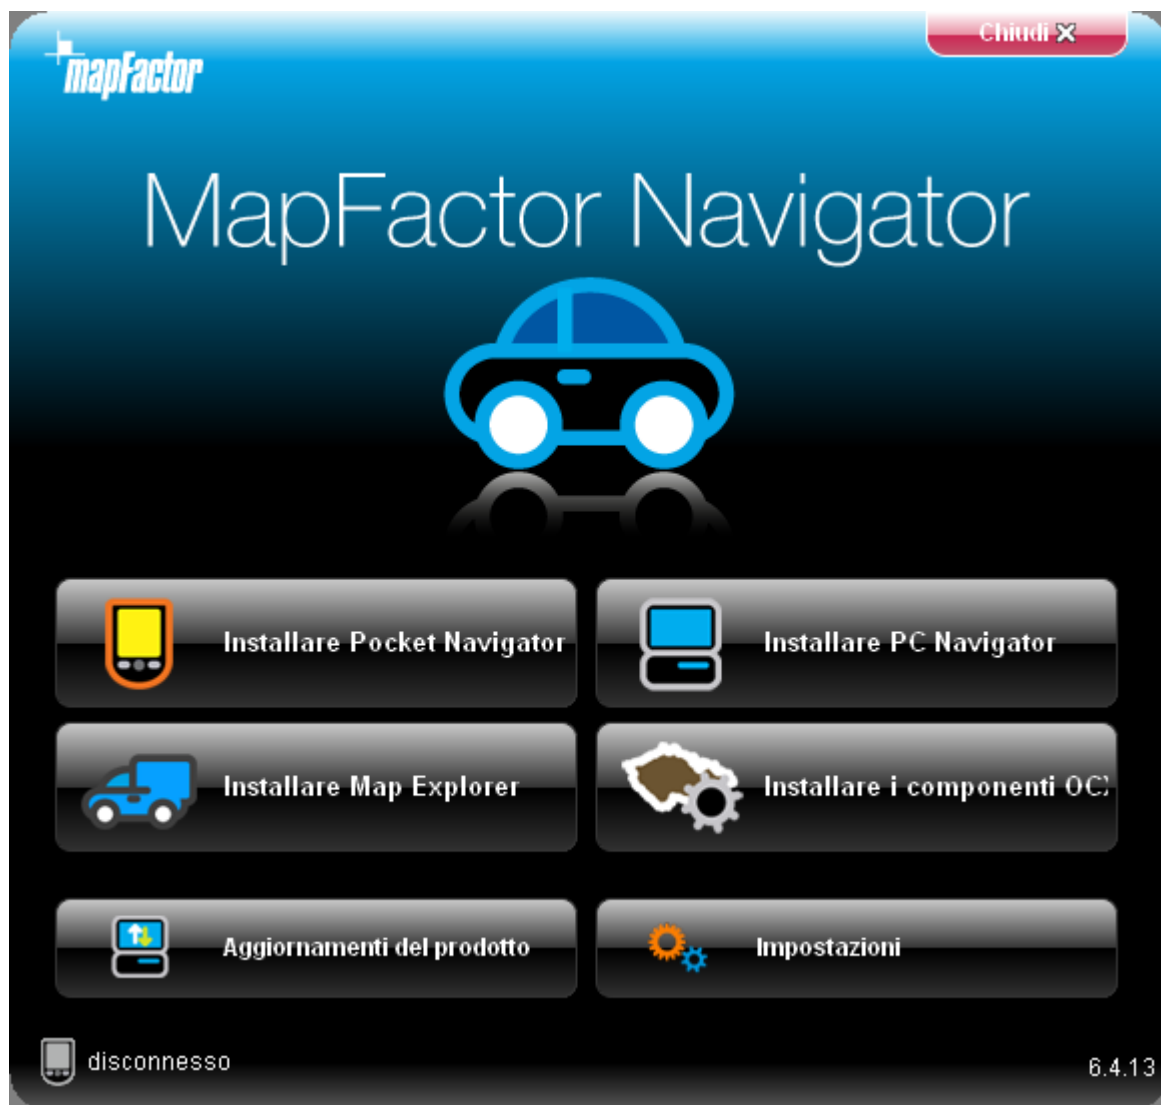 Chiudi X
mapFactor
MapFactor Navigator
Installare Pocket Navigator
Installare PC Navigator
Installare Map Explorer
Installare i componenti OC
Aggiornamenti del prodotto
Impostazioni
disconnesso
6.4.13